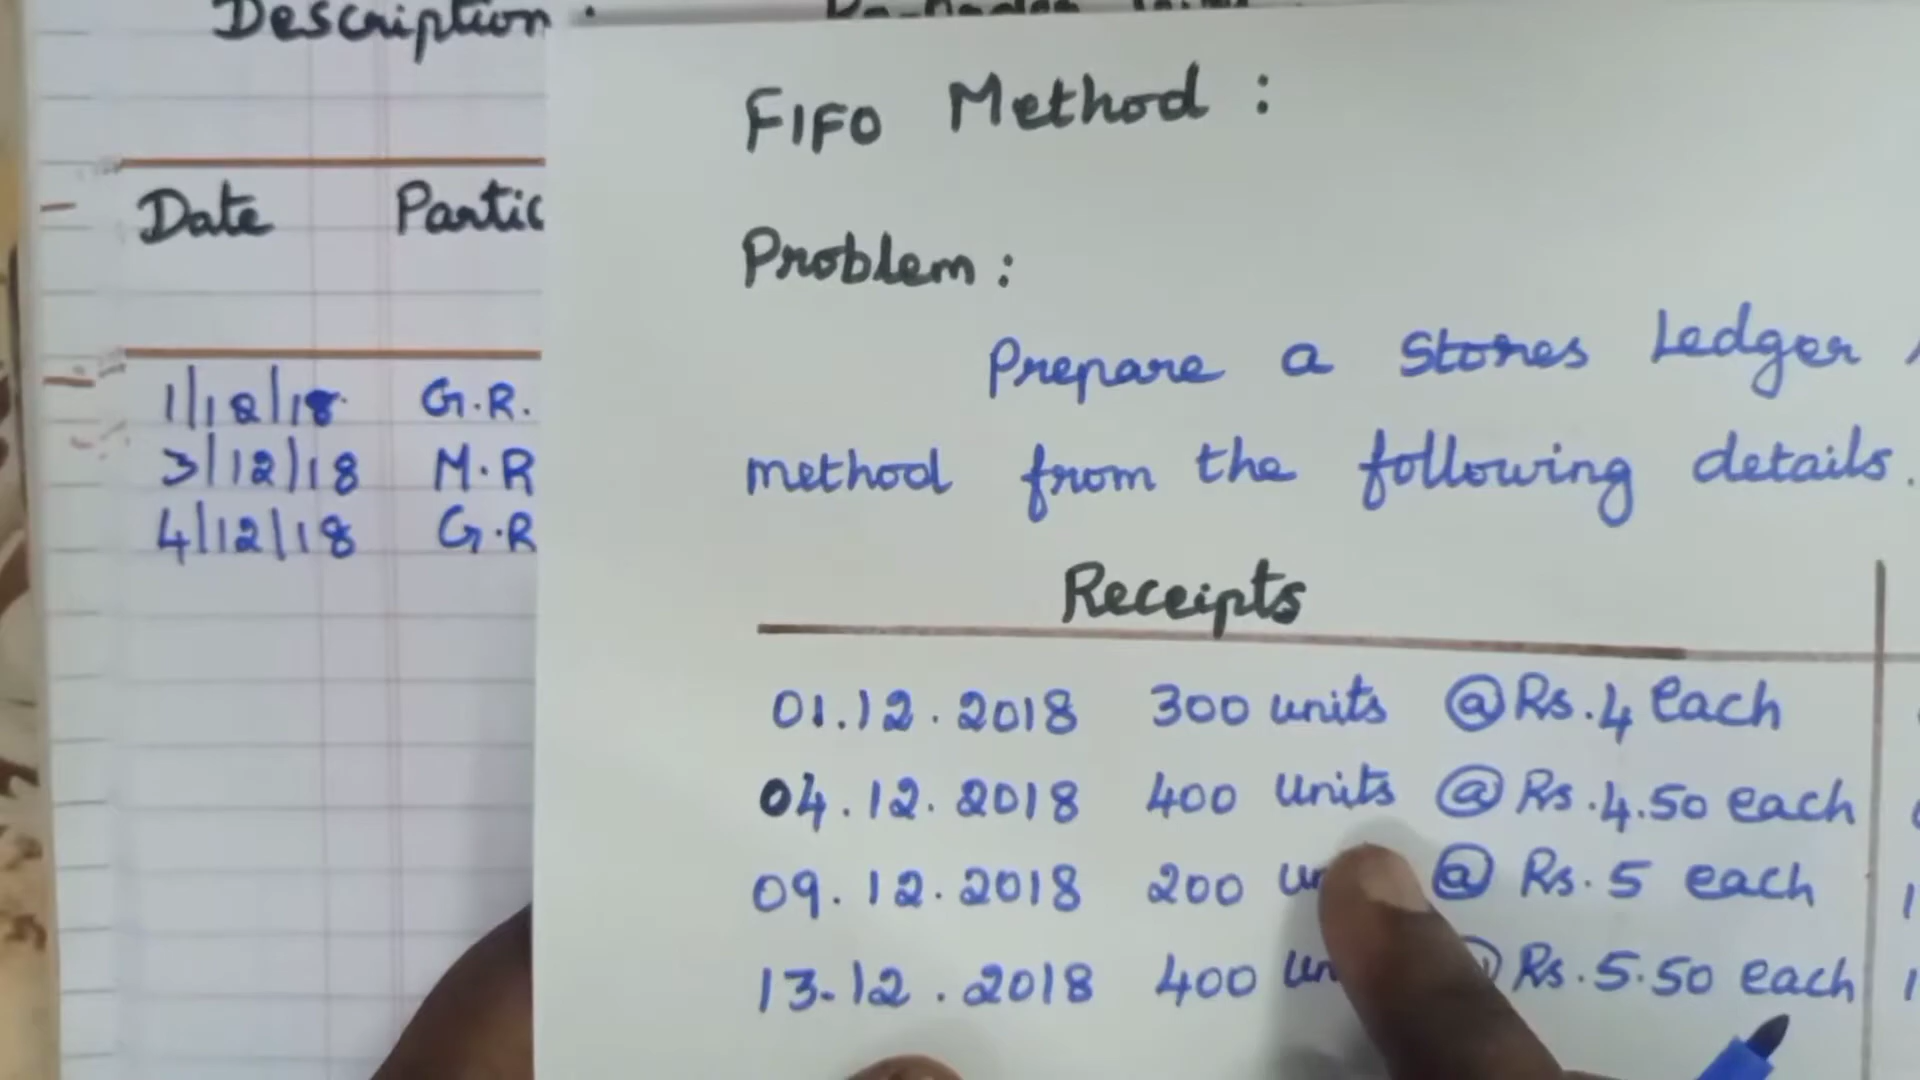 Description :
Date Partic
1/12/18 G.R.
3/12/18 M.R
4/12/18 G.R
FIFO Method :
Problem :
Prepare a Stores Ledger
method from the following details.
Receipts
01.12.2018 300 units @ Rs.4 each
04.12.2018 400 units @ Rs.4.50 each
09.12.2018 200 un @ Rs.5 each
13.12.2018 400 un Rs.5.50 each